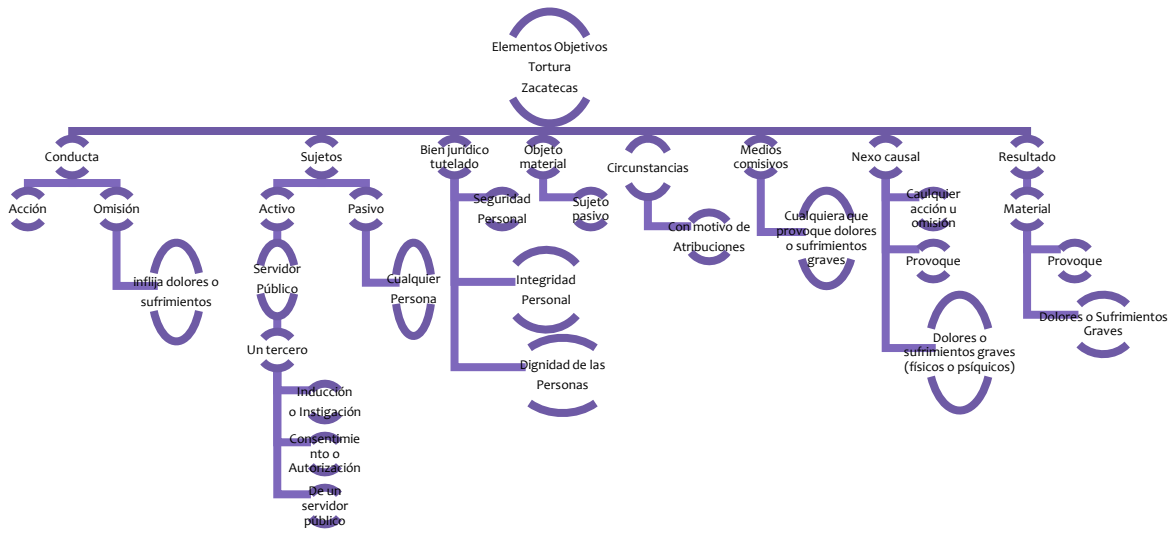 Elementos Objetivos
Tortura
Zacatecas
Conducta
Acción
Omisión
inflija dolores o
sufrimientos
Sujetos
Activo
Servidor
Público
Un tercero
Inducción
o Instigación
Consentimie
nto o
Autorización
De un
servidor
público
Pasivo
Cualquier
Persona
Bien jurídico
tutelado
Seguridad
Personal
Integridad
Personal
Dignidad de las
Personas
Objeto
material
Sujeto
pasivo
Circunstancias
Con motivo de
Atribuciones
Medios
comisivos
Cualquiera que
provoque dolores
o sufrimientos
graves
Nexo causal
Caulquier
acción u
omisión
Provoque
Dolores o
sufrimientos graves
(físicos o psíquicos)
Resultado
Material
Provoque
Dolores o Sufrimientos
Graves